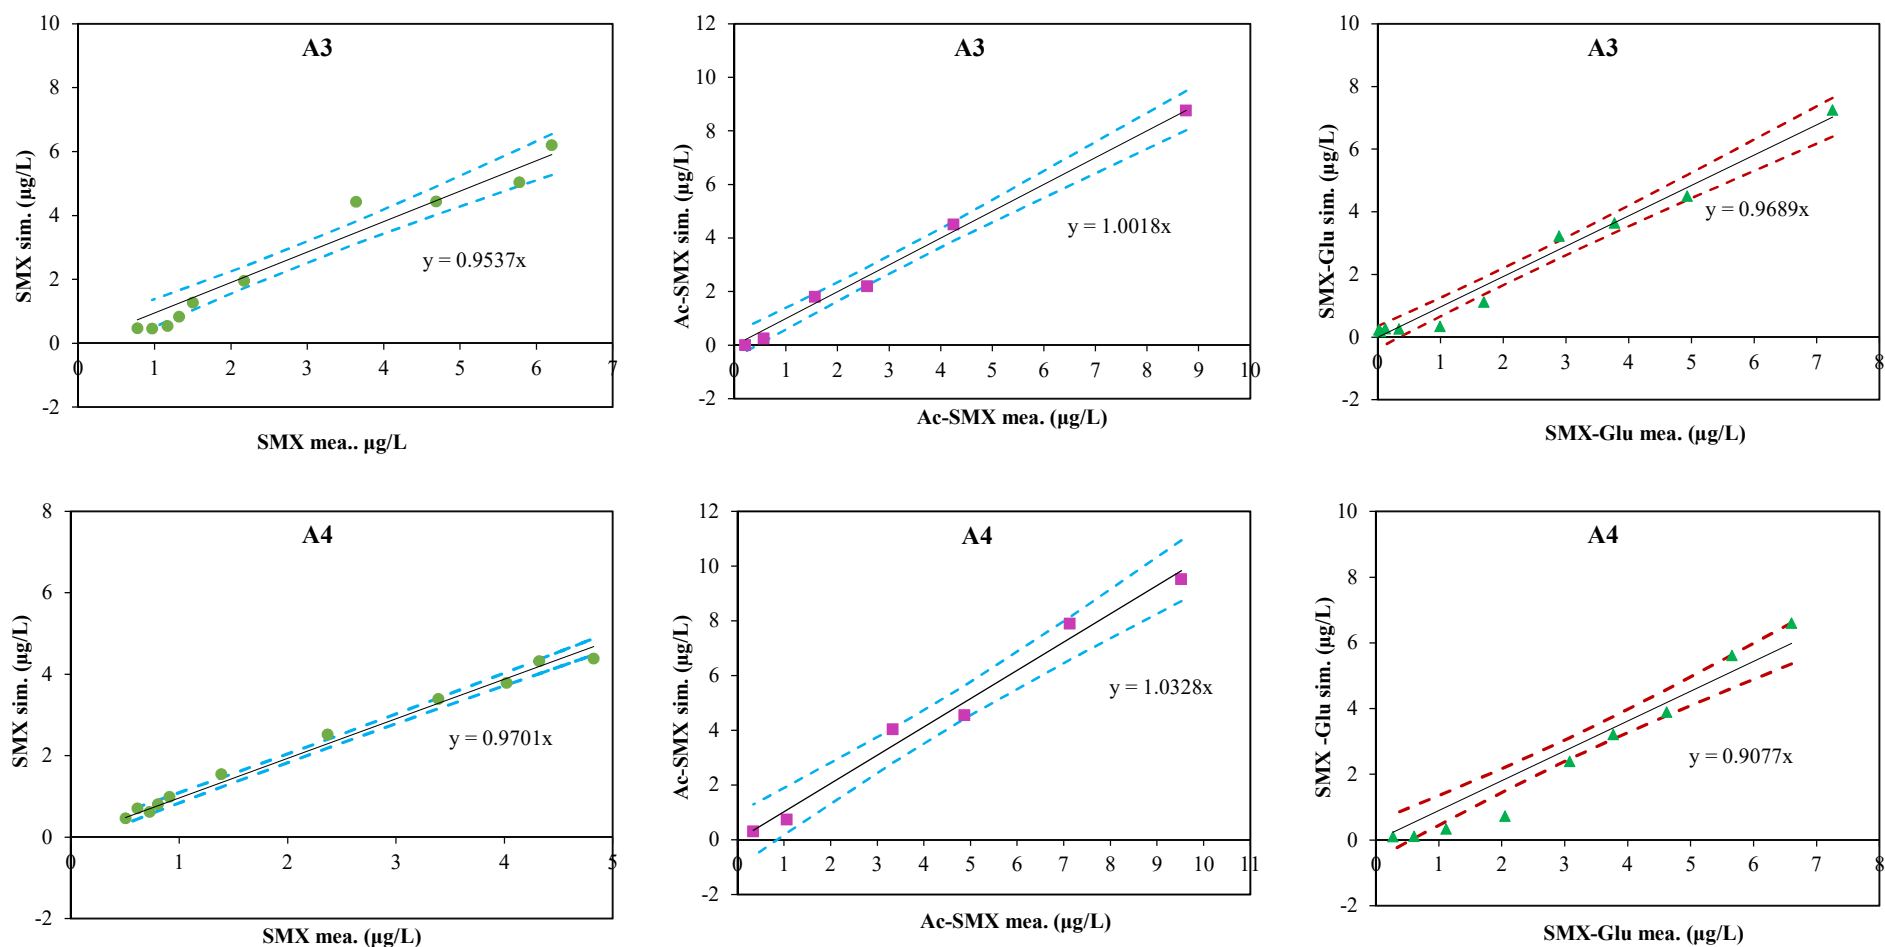 A3
SMX sim. (µg/L)
10
8
6
4
2
0
-2
0 1 2 3 4 5 6 7
y = 0.9537x
SMX mea.. µg/L
A3
Ac-SMX sim. (µg/L)
12
10
8
6
4
2
0
-2
0 1 2 3 4 5 6 7 8 9 10
y = 1.0018x
Ac-SMX mea. (µg/L)
A3
SMX-Glu sim. (µg/L)
10
8
6
4
2
0
-2
0 1 2 3 4 5 6 7 8
y = 0.9689x
SMX-Glu mea. (µg/L)
A4
SMX sim. (µg/L)
8
6
4
2
0
-2
0 1 2 3 4 5
y = 0.9701x
SMX mea. (µg/L)
A4
Ac-SMX sim. (µg/L)
12
10
8
6
4
2
0
-2
0 1 2 3 4 5 6 7 8 9 10 11
y = 1.0328x
Ac-SMX mea. (µg/L)
A4
SMX -Glu sim. (µg/L)
10
8
6
4
2
0
-2
0 1 2 3 4 5 6 7 8
y = 0.9077x
SMX-Glu mea. (µg/L)